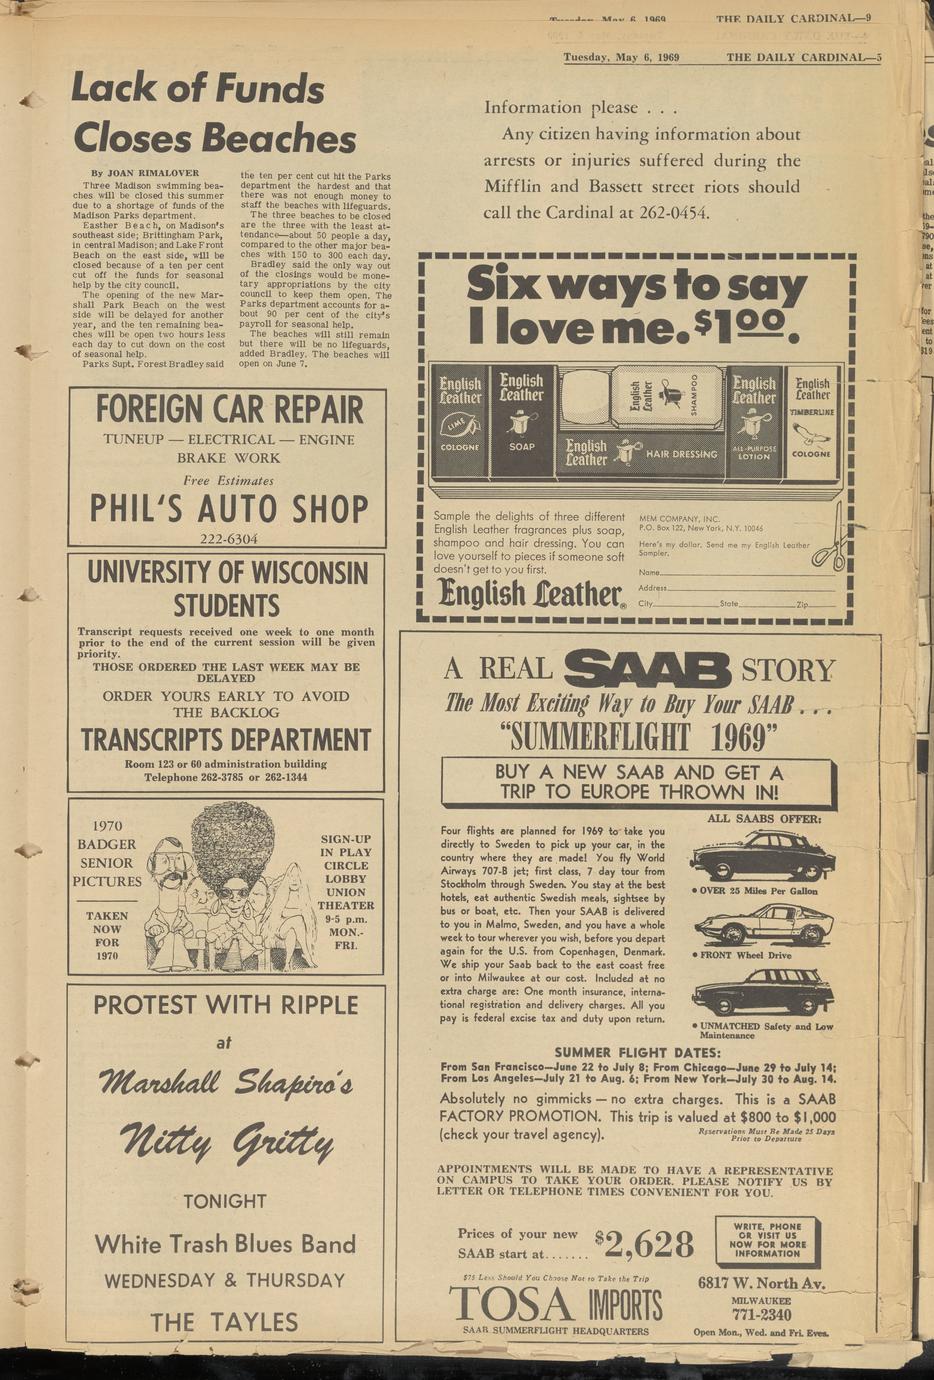 Tuesday, May 6, 1969 THE DAILY CARDINAL—9
Tuesday, May 6, 1969 THE DAILY CARDINAL—5
Lack of Funds
Closes Beaches
By JOAN RIMALOVER
Three Madison swimming bea-
ches will be closed this summer
due to a shortage of funds of the
Madison Parks department.
Easther Beach, on Madison's
southeast side; Brittingham Park,
in central Madison; and Lake Front
Beach on the east side, will be
closed because of a ten per cent
cut off the funds for seasonal
help by the city council.
The opening of the new Mar-
shall Park Beach on the west
side will be delayed for another
year, and the ten remaining bea-
ches will be open two hours less
each day to cut down on the cost
of seasonal help.
Parks Supt. Forest Bradley said
the ten per cent cut hit the Parks
department the hardest and that
there was not enough money to
staff the beaches with lifeguards.
The three beaches to be closed
are the three with the least at-
tendance—about 50 people a day,
compared to the other major bea-
ches with 150 to 300 each day.
Bradley said the only way out
of the closings would be mone-
tary appropriations by the city
council to keep them open. The
Parks department accounts for a-
bout 90 per cent of the city's
payroll for seasonal help.
The beaches will still remain
but there will be no lifeguards,
added Bradley. The beaches will
open on June 7.
Information please . . .
Any citizen having information about
arrests or injuries suffered during the
Mifflin and Bassett street riots should
call the Cardinal at 262-0454.
Six ways to say
I love me. $1.00.
English Leather LIME COLOGNE
English Leather SOAP
English Leather SHAMPOO
English Leather HAIR DRESSING
English Leather ALL-PURPOSE LOTION
English Leather TIMBERLINE COLOGNE
Sample the delights of three different
English Leather fragrances plus soap,
shampoo and hair dressing. You can
love yourself to pieces if someone soft
doesn't get to you first.
English Leather®
MEM COMPANY, INC.
P.O. Box 122, New York, N.Y. 10046
Here's my dollar. Send me my English Leather
Sampler.
Name
Address
City State Zip
FOREIGN CAR REPAIR
TUNEUP — ELECTRICAL — ENGINE
BRAKE WORK
Free Estimates
PHIL'S AUTO SHOP
222-6304
UNIVERSITY OF WISCONSIN
STUDENTS
Transcript requests received one week to one month
prior to the end of the current session will be given
priority.
THOSE ORDERED THE LAST WEEK MAY BE
DELAYED
ORDER YOURS EARLY TO AVOID
THE BACKLOG
TRANSCRIPTS DEPARTMENT
Room 123 or 60 administration building
Telephone 262-3785 or 262-1344
1970
BADGER
SENIOR
PICTURES
TAKEN
NOW
FOR
1970
SIGN-UP
IN PLAY
CIRCLE
LOBBY
UNION
THEATER
9-5 p.m.
MON.-
FRI.
PROTEST WITH RIPPLE
at
Marshall Shapiro's
Nitty Gritty
TONIGHT
White Trash Blues Band
WEDNESDAY & THURSDAY
THE TAYLES
A REAL SAAB STORY
The Most Exciting Way to Buy Your SAAB . . .
"SUMMERFLIGHT 1969"
BUY A NEW SAAB AND GET A
TRIP TO EUROPE THROWN IN!
Four flights are planned for 1969 to take you
directly to Sweden to pick up your car, in the
country where they are made! You fly World
Airways 707-B jet; first class, 7 day tour from
Stockholm through Sweden. You stay at the best
hotels, eat authentic Swedish meals, sightsee by
bus or boat, etc. Then your SAAB is delivered
to you in Malmo, Sweden, and you have a whole
week to tour wherever you wish, before you depart
again for the U.S. from Copenhagen, Denmark.
We ship your Saab back to the east coast free
or into Milwaukee at our cost. Included at no
extra charge are: One month insurance, interna-
tional registration and delivery charges. All you
pay is federal excise tax and duty upon return.
ALL SAABS OFFER:
• OVER 25 Miles Per Gallon
• FRONT Wheel Drive
• UNMATCHED Safety and Low
Maintenance
SUMMER FLIGHT DATES:
From San Francisco—June 22 to July 8; From Chicago—June 29 to July 14;
From Los Angeles—July 21 to Aug. 6; From New York—July 30 to Aug. 14.
Absolutely no gimmicks — no extra charges. This is a SAAB
FACTORY PROMOTION. This trip is valued at $800 to $1,000
(check your travel agency).
Reservations Must Be Made 25 Days
Prior to Departure
APPOINTMENTS WILL BE MADE TO HAVE A REPRESENTATIVE
ON CAMPUS TO TAKE YOUR ORDER. PLEASE NOTIFY US BY
LETTER OR TELEPHONE TIMES CONVENIENT FOR YOU.
Prices of your new
SAAB start at....... $2,628
WRITE, PHONE
OR VISIT US
NOW FOR MORE
INFORMATION
$75 Less Should You Choose Not to Take the Trip
TOSA IMPORTS
SAAB SUMMERFLIGHT HEADQUARTERS
6817 W. North Av.
MILWAUKEE
771-2340
Open Mon., Wed. and Fri. Eves.